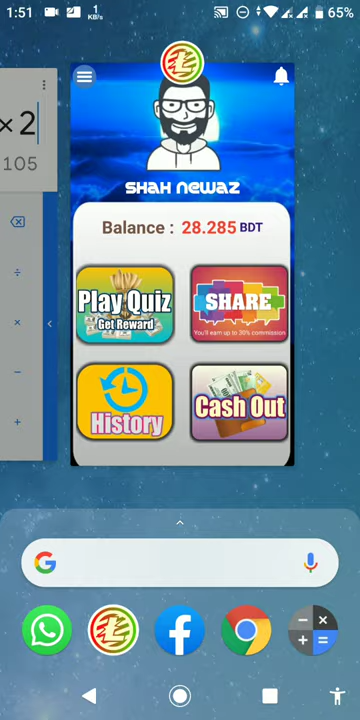 1:51
1
KB/s
65%
× 2
105
SHAH NEWAZ
Balance : 28.285 BDT
Play Quiz
Get Reward
SHARE
You'll earn up to 30% commission
History
Cash Out